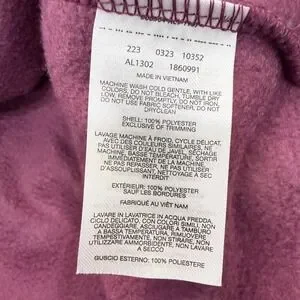 223 0323 10352
AL1302 1860991
MADE IN VIETNAM
MACHINE WASH COLD GENTLE, WITH LIKE
COLORS, DO NOT BLEACH, TUMBLE DRY
LOW, REMOVE PROMPTLY, DO NOT IRON,
DO NOT USE FABRIC SOFTENER, DO NOT
DRYCLEAN
SHELL: 100% POLYESTER
EXCLUSIVE OF TRIMMING
LAVAGE MACHINE À FROID, CYCLE DÉLICAT,
AVEC DES COULEURS SIMILAIRES, NE
PAS UTILISER D'EAU DE JAVEL, SÉCHAGE
MACHINE, BASSE TEMPÉRATURE, SORTIR
IMMÉDIATEMENT DE LA MACHINE, NE
PAS REPASSER, NE PAS UTILISER
D'ASSOUPLISSANT, NETTOYAGE À SEC
INTERDIT
EXTÉRIEUR: 100% POLYESTER
SAUF LES BORDURES
FABRIQUÉ AU VIÊT NAM
LAVARE IN LAVATRICE IN ACQUA FREDDA,
CICLO DELICATO, CON COLORI SIMILI, NON
CANDEGGIARE, ASCIUGARE A TAMBURO
A BASSA TEMPERATURA, RIMUOVERE
TEMPESTIVAMENTE, NON STIRARE, NON
UTILIZZARE AMMORBIDENTE, NON LAVARE
A SECCO
GUSCIO ESTERNO: 100% POLIESTERE